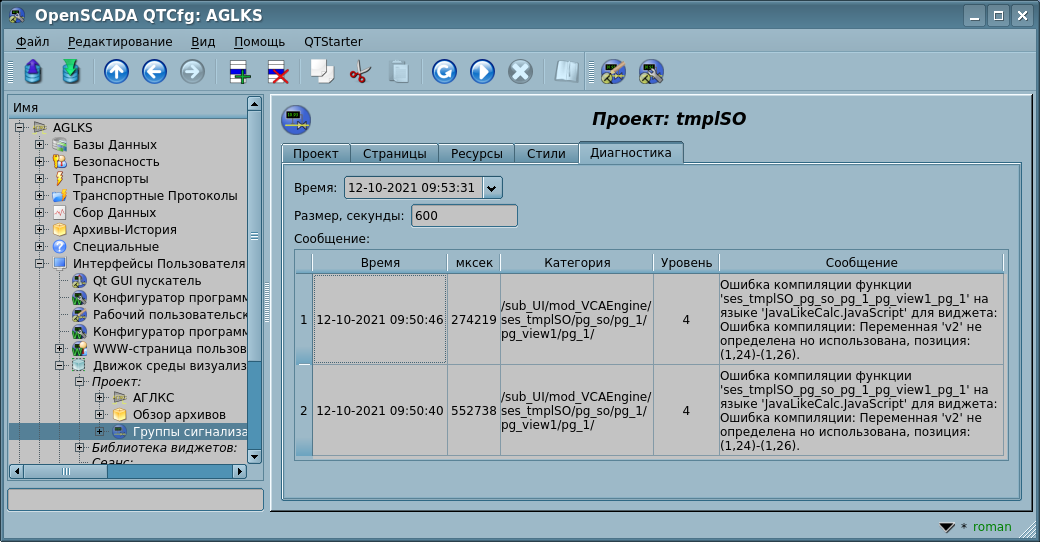 OpenSCADA QTCfg: AGLKS
Файл Редактирование Вид Помощь QTStarter
Имя
AGLKS
Базы Данных
Безопасность
Транспорты
Транспортные Протоколы
Сбор Данных
Архивы-История
Специальные
Интерфейсы Пользователя
Qt GUI пускатель
Конфигуратор программ
Рабочий пользовательск
Конфигуратор программ
WWW-страница пользов
Движок среды визуализ
Проект:
АГЛКС
Обзор архивов
Группы сигнализа
Библиотека виджетов:
Сеанс:
Проект: tmplSO
Проект Страницы Ресурсы Стили Диагностика
Время: 12-10-2021 09:53:31
Размер, секунды: 600
Сообщение:
Время мксек Категория Уровень Сообщение
1 12-10-2021 09:50:46 274219
/sub_UI/mod_VCAEngine/
ses_tmplSO/pg_so/pg_1/
pg_view1/pg_1/
4
Ошибка компиляции функции
'ses_tmplSO_pg_so_pg_1_pg_view1_pg_1' на
языке 'JavaLikeCalc.JavaScript' для виджета:
Ошибка компиляции: Переменная 'v2' не
определена но использована, позиция:
(1,24)-(1,26).
2 12-10-2021 09:50:40 552738
/sub_UI/mod_VCAEngine/
ses_tmplSO/pg_so/pg_1/
pg_view1/pg_1/
4
Ошибка компиляции функции
'ses_tmplSO_pg_so_pg_1_pg_view1_pg_1' на
языке 'JavaLikeCalc.JavaScript' для виджета:
Ошибка компиляции: Переменная 'v2' не
определена но использована, позиция:
(1,24)-(1,26).
* roman